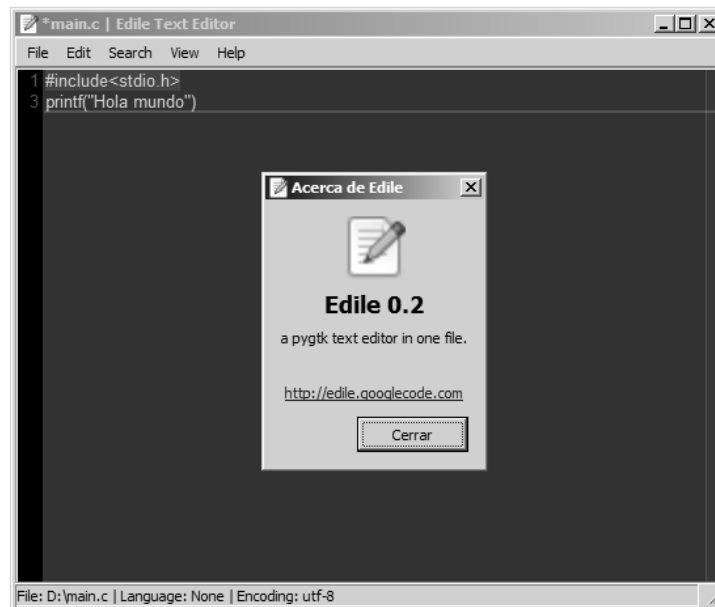 *main.c | Edile Text Editor
File Edit Search View Help
1 #include<stdio.h>
3 printf("Hola mundo")
Acerca de Edile
Edile 0.2
a pygtk text editor in one file.
http://edile.googlecode.com
Cerrar
File: D:\main.c | Language: None | Encoding: utf-8